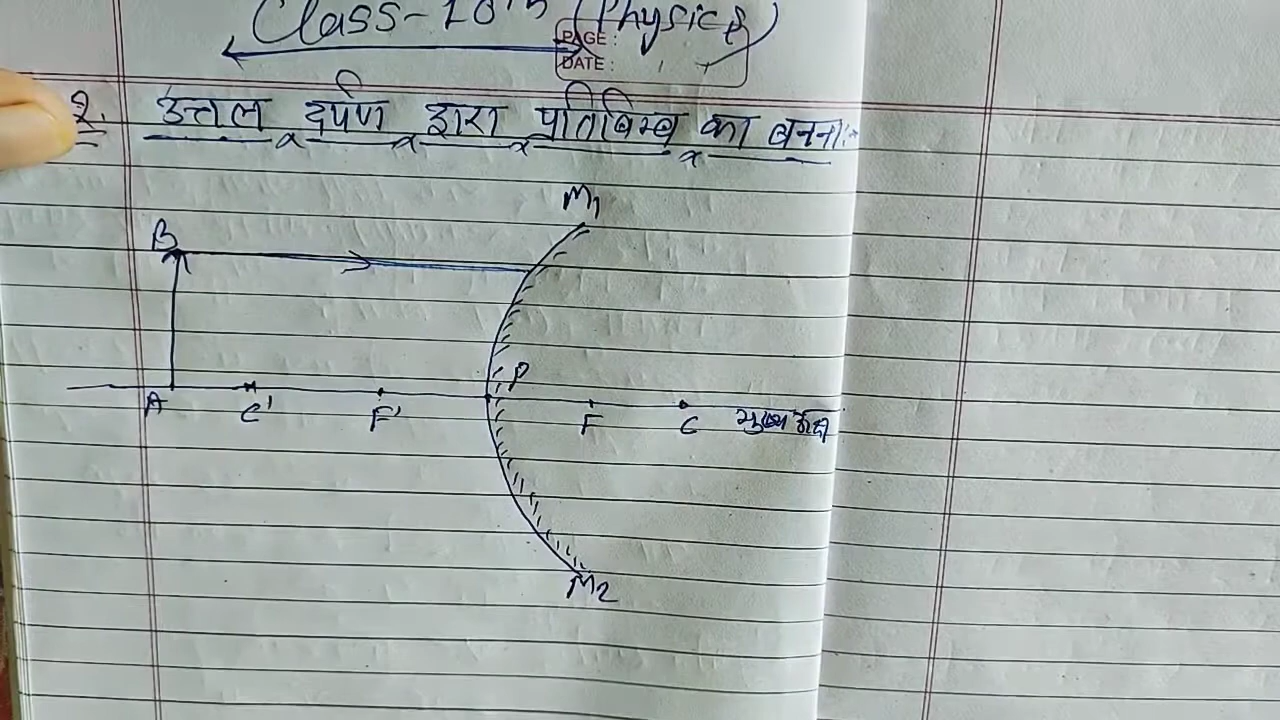 Class-10th (Physics)
PAGE :
DATE :
2. उत्तल दर्पण द्वारा प्रतिबिम्ब का बनना:-
M1
B
P
A C' F' F C मुख्य अक्ष
M2